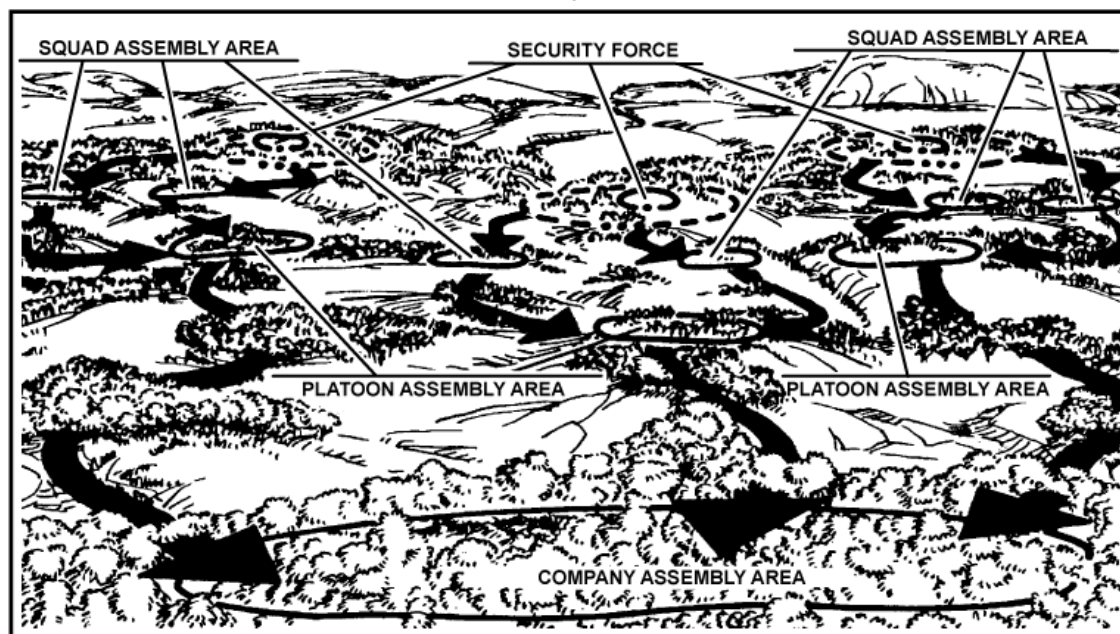 SQUAD ASSEMBLY AREA
SECURITY FORCE
SQUAD ASSEMBLY AREA
PLATOON ASSEMBLY AREA
PLATOON ASSEMBLY AREA
COMPANY ASSEMBLY AREA